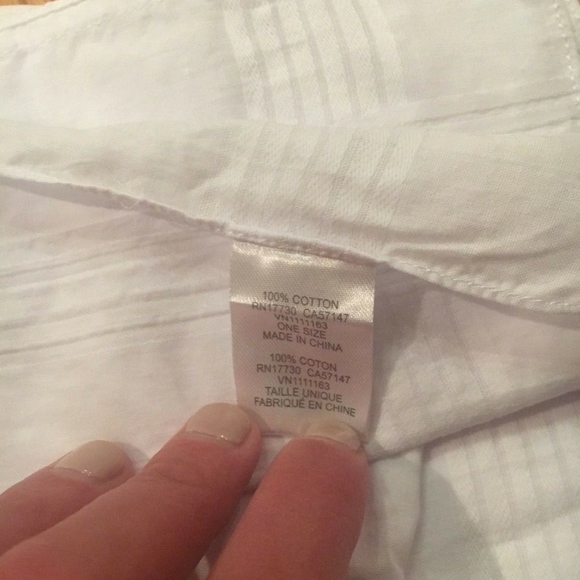 100% COTTON
RN17730 CA57147
VN1111163
ONE SIZE
MADE IN CHINA
100% COTON
RN17730 CA57147
VN1111163
TAILLE UNIQUE
FABRIQUÉ EN CHINE